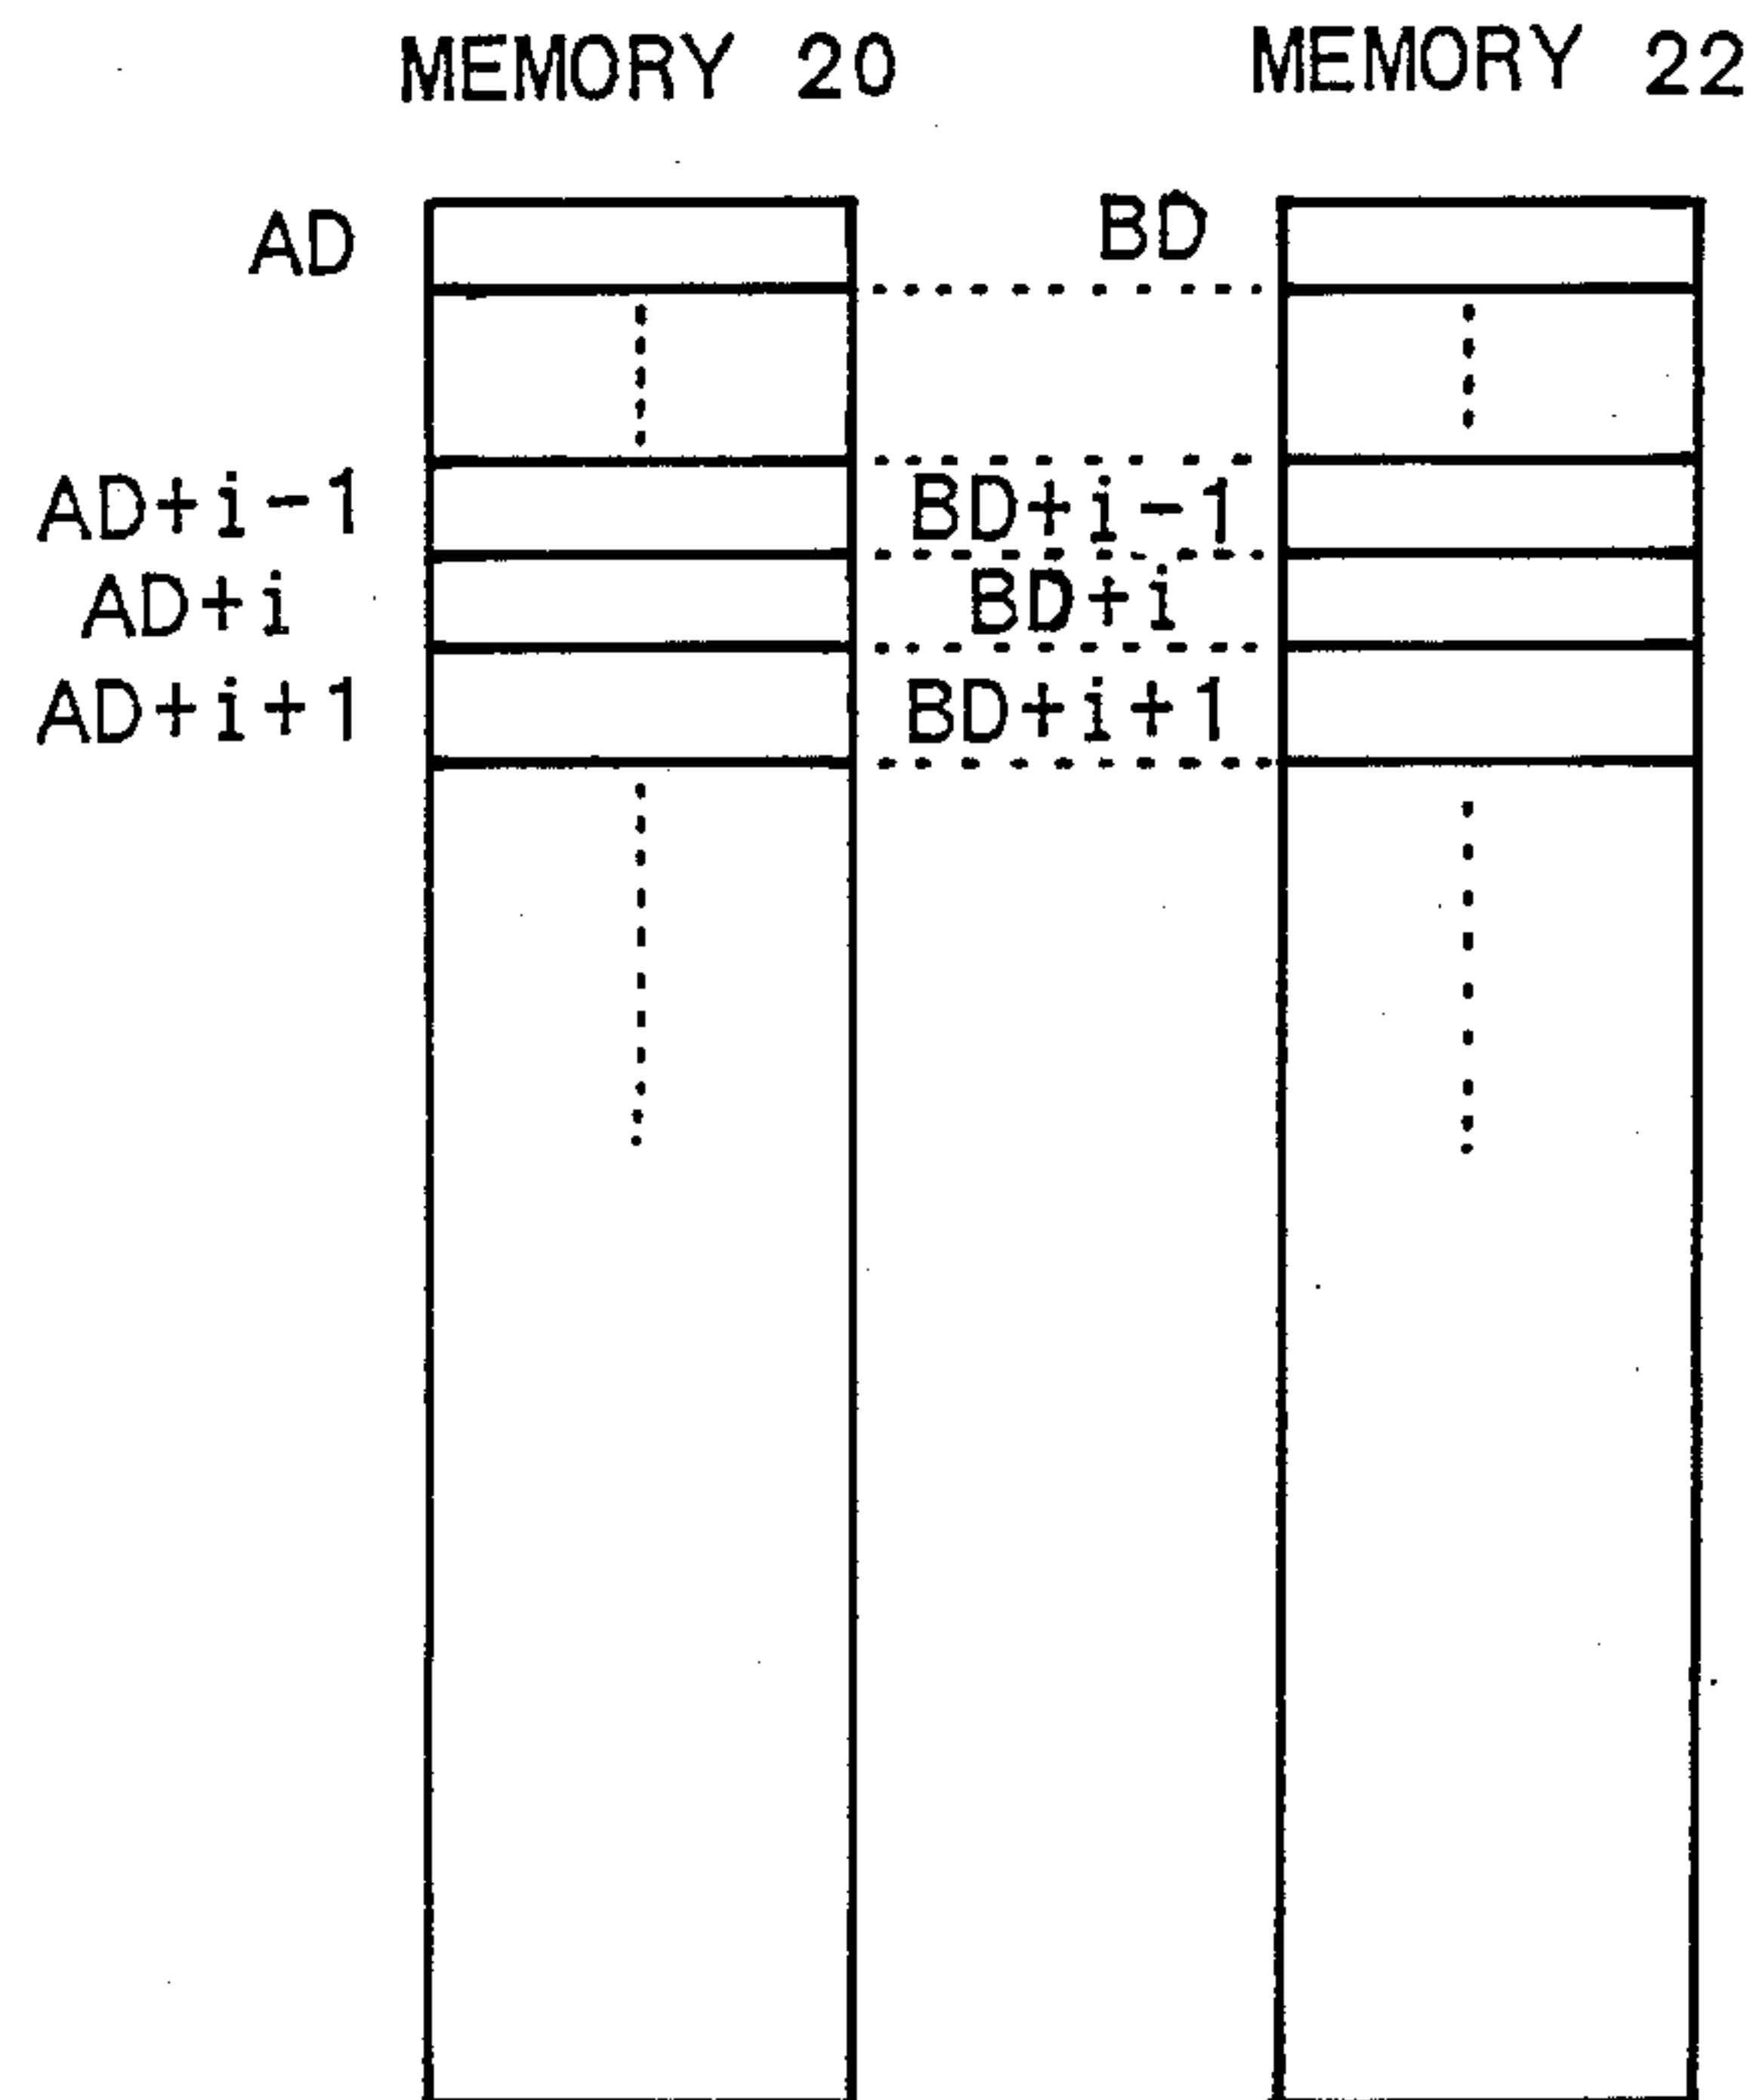 MEMORY 20 MEMORY 22
AD BD
AD+i-1 BD+i-1
AD+i BD+i
AD+i+1 BD+i+1